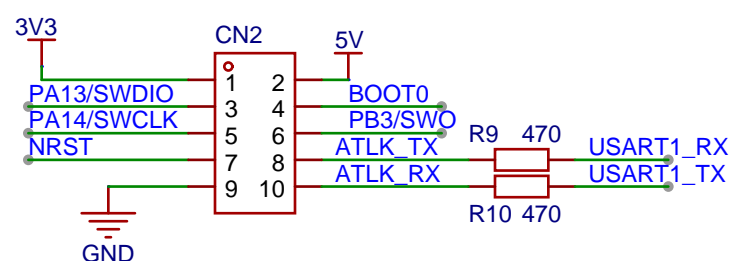 3V3
CN2
5V
1 2
PA13/SWDIO
3 4
BOOT0
PA14/SWCLK
5 6
PB3/SWO
NRST
7 8
ATLK_TX
R9 470
USART1_RX
9 10
ATLK_RX
USART1_TX
R10 470
GND